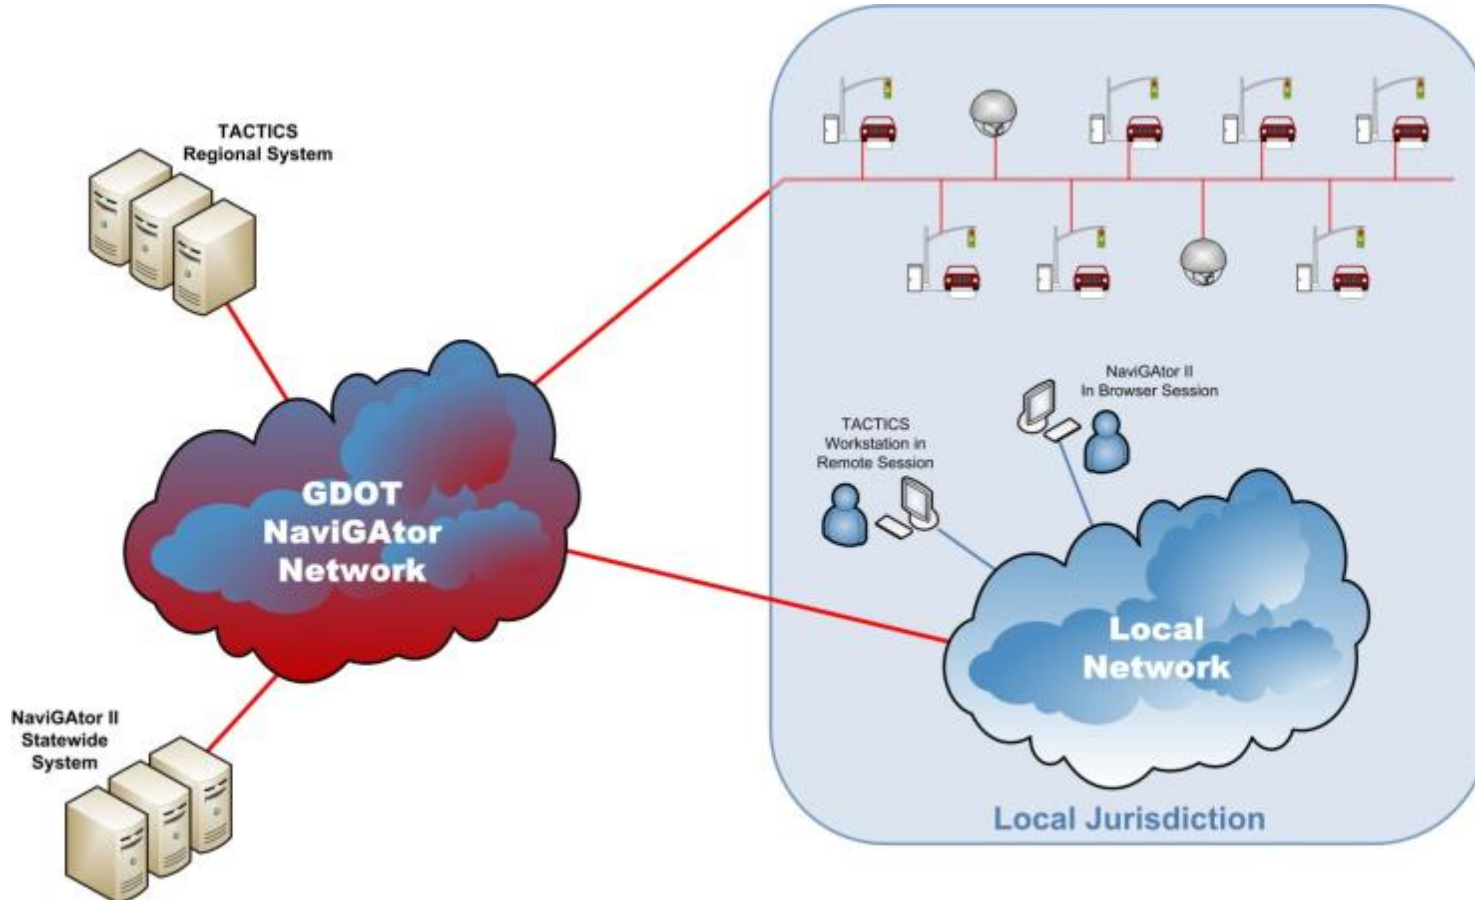 TACTICS
Regional System
NaviGAtor II
In Browser Session
TACTICS
Workstation in
Remote Session
GDOT
NaviGAtor
Network
Local
Network
NaviGAtor II
Statewide
System
Local Jurisdiction